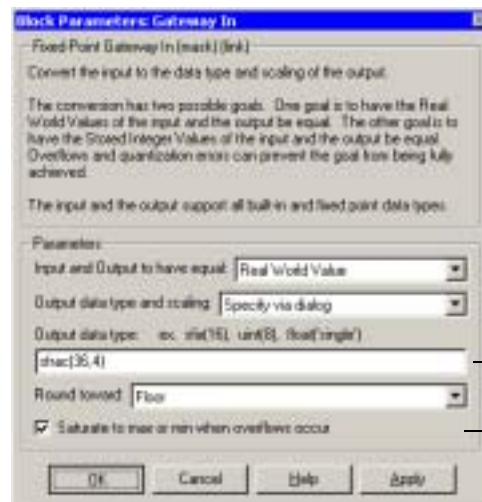 Block Parameters: Gateway In
Fixed-Point Gateway In (mask) (link)
Convert the input to the data type and scaling of the output.
The conversion has two possible goals. One goal is to have the Real
World Values of the input and the output be equal. The other goal is to
have the Stored Integer Values of the input and the output be equal.
Overflows and quantization errors can prevent the goal from being fully
achieved.
The input and the output support all built-in and fixed point data types.
Parameters
Input and Output to have equal: Real World Value
Output data type and scaling: Specify via dialog
Output data type: ex. sfix(16), uint(8), float('single')
sfrac(36,4)
Round toward: Floor
Saturate to max or min when overflows occur
OK Cancel Help Apply